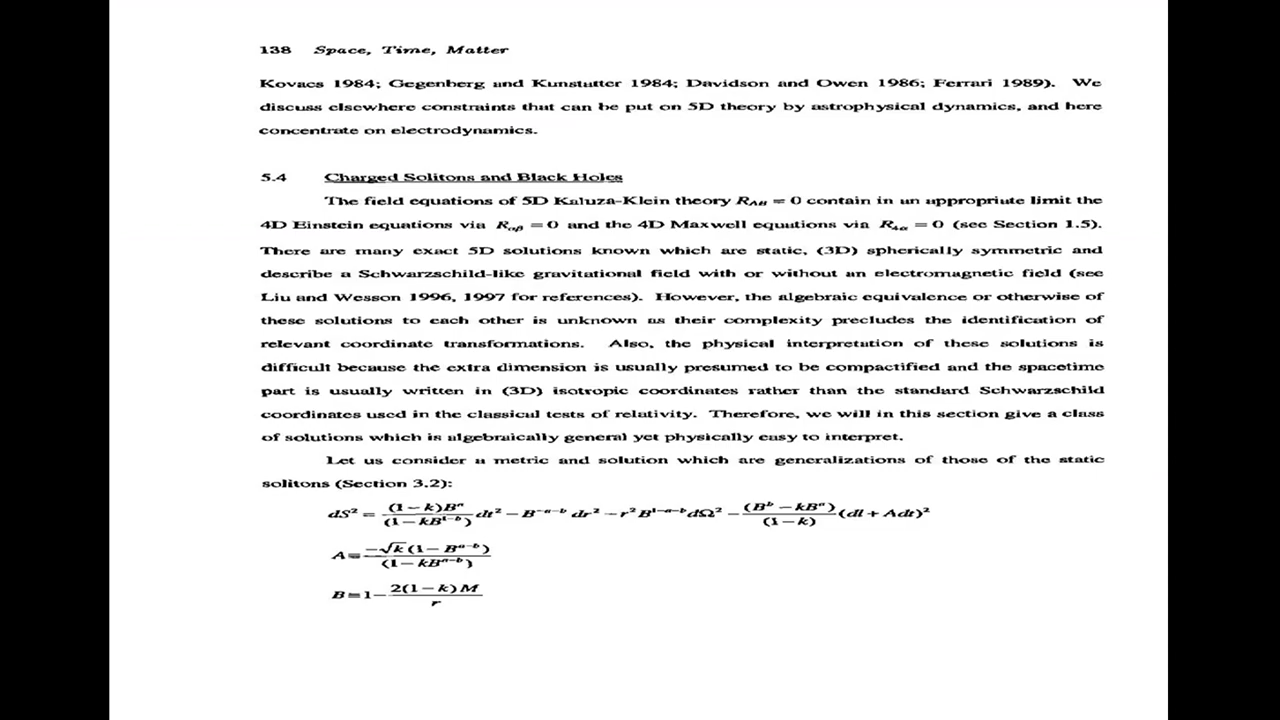 138 Space, Time, Matter
Kovacs 1984; Gegenberg and Kunstatter 1984; Davidson and Owen 1986; Ferrari 1989). We
discuss elsewhere constraints that can be put on 5D theory by astrophysical dynamics, and here
concentrate on electrodynamics.
5.4 Charged Solitons and Black Holes
The field equations of 5D Kaluza-Klein theory R_AB = 0 contain in an appropriate limit the
4D Einstein equations via R_αβ = 0 and the 4D Maxwell equations via R_4α = 0 (see Section 1.5).
There are many exact 5D solutions known which are static, (3D) spherically symmetric and
describe a Schwarzschild-like gravitational field with or without an electromagnetic field (see
Liu and Wesson 1996, 1997 for references). However, the algebraic equivalence or otherwise of
these solutions to each other is unknown as their complexity precludes the identification of
relevant coordinate transformations. Also, the physical interpretation of these solutions is
difficult because the extra dimension is usually presumed to be compactified and the spacetime
part is usually written in (3D) isotropic coordinates rather than the standard Schwarzschild
coordinates used in the classical tests of relativity. Therefore, we will in this section give a class
of solutions which is algebraically general yet physically easy to interpret.
Let us consider a metric and solution which are generalizations of those of the static
solitons (Section 3.2):
dS² = (1 − k)B^a / (1 − kB^(a−b)) dt² − B^(−a−b) dr² − r²B^(1−a−b) dΩ² − (B^b − kB^a) / (1 − k) (dl + Adt)²
A = −√k (1 − B^(a−b)) / (1 − kB^(a−b))
B = 1 − 2(1 − k)M / r